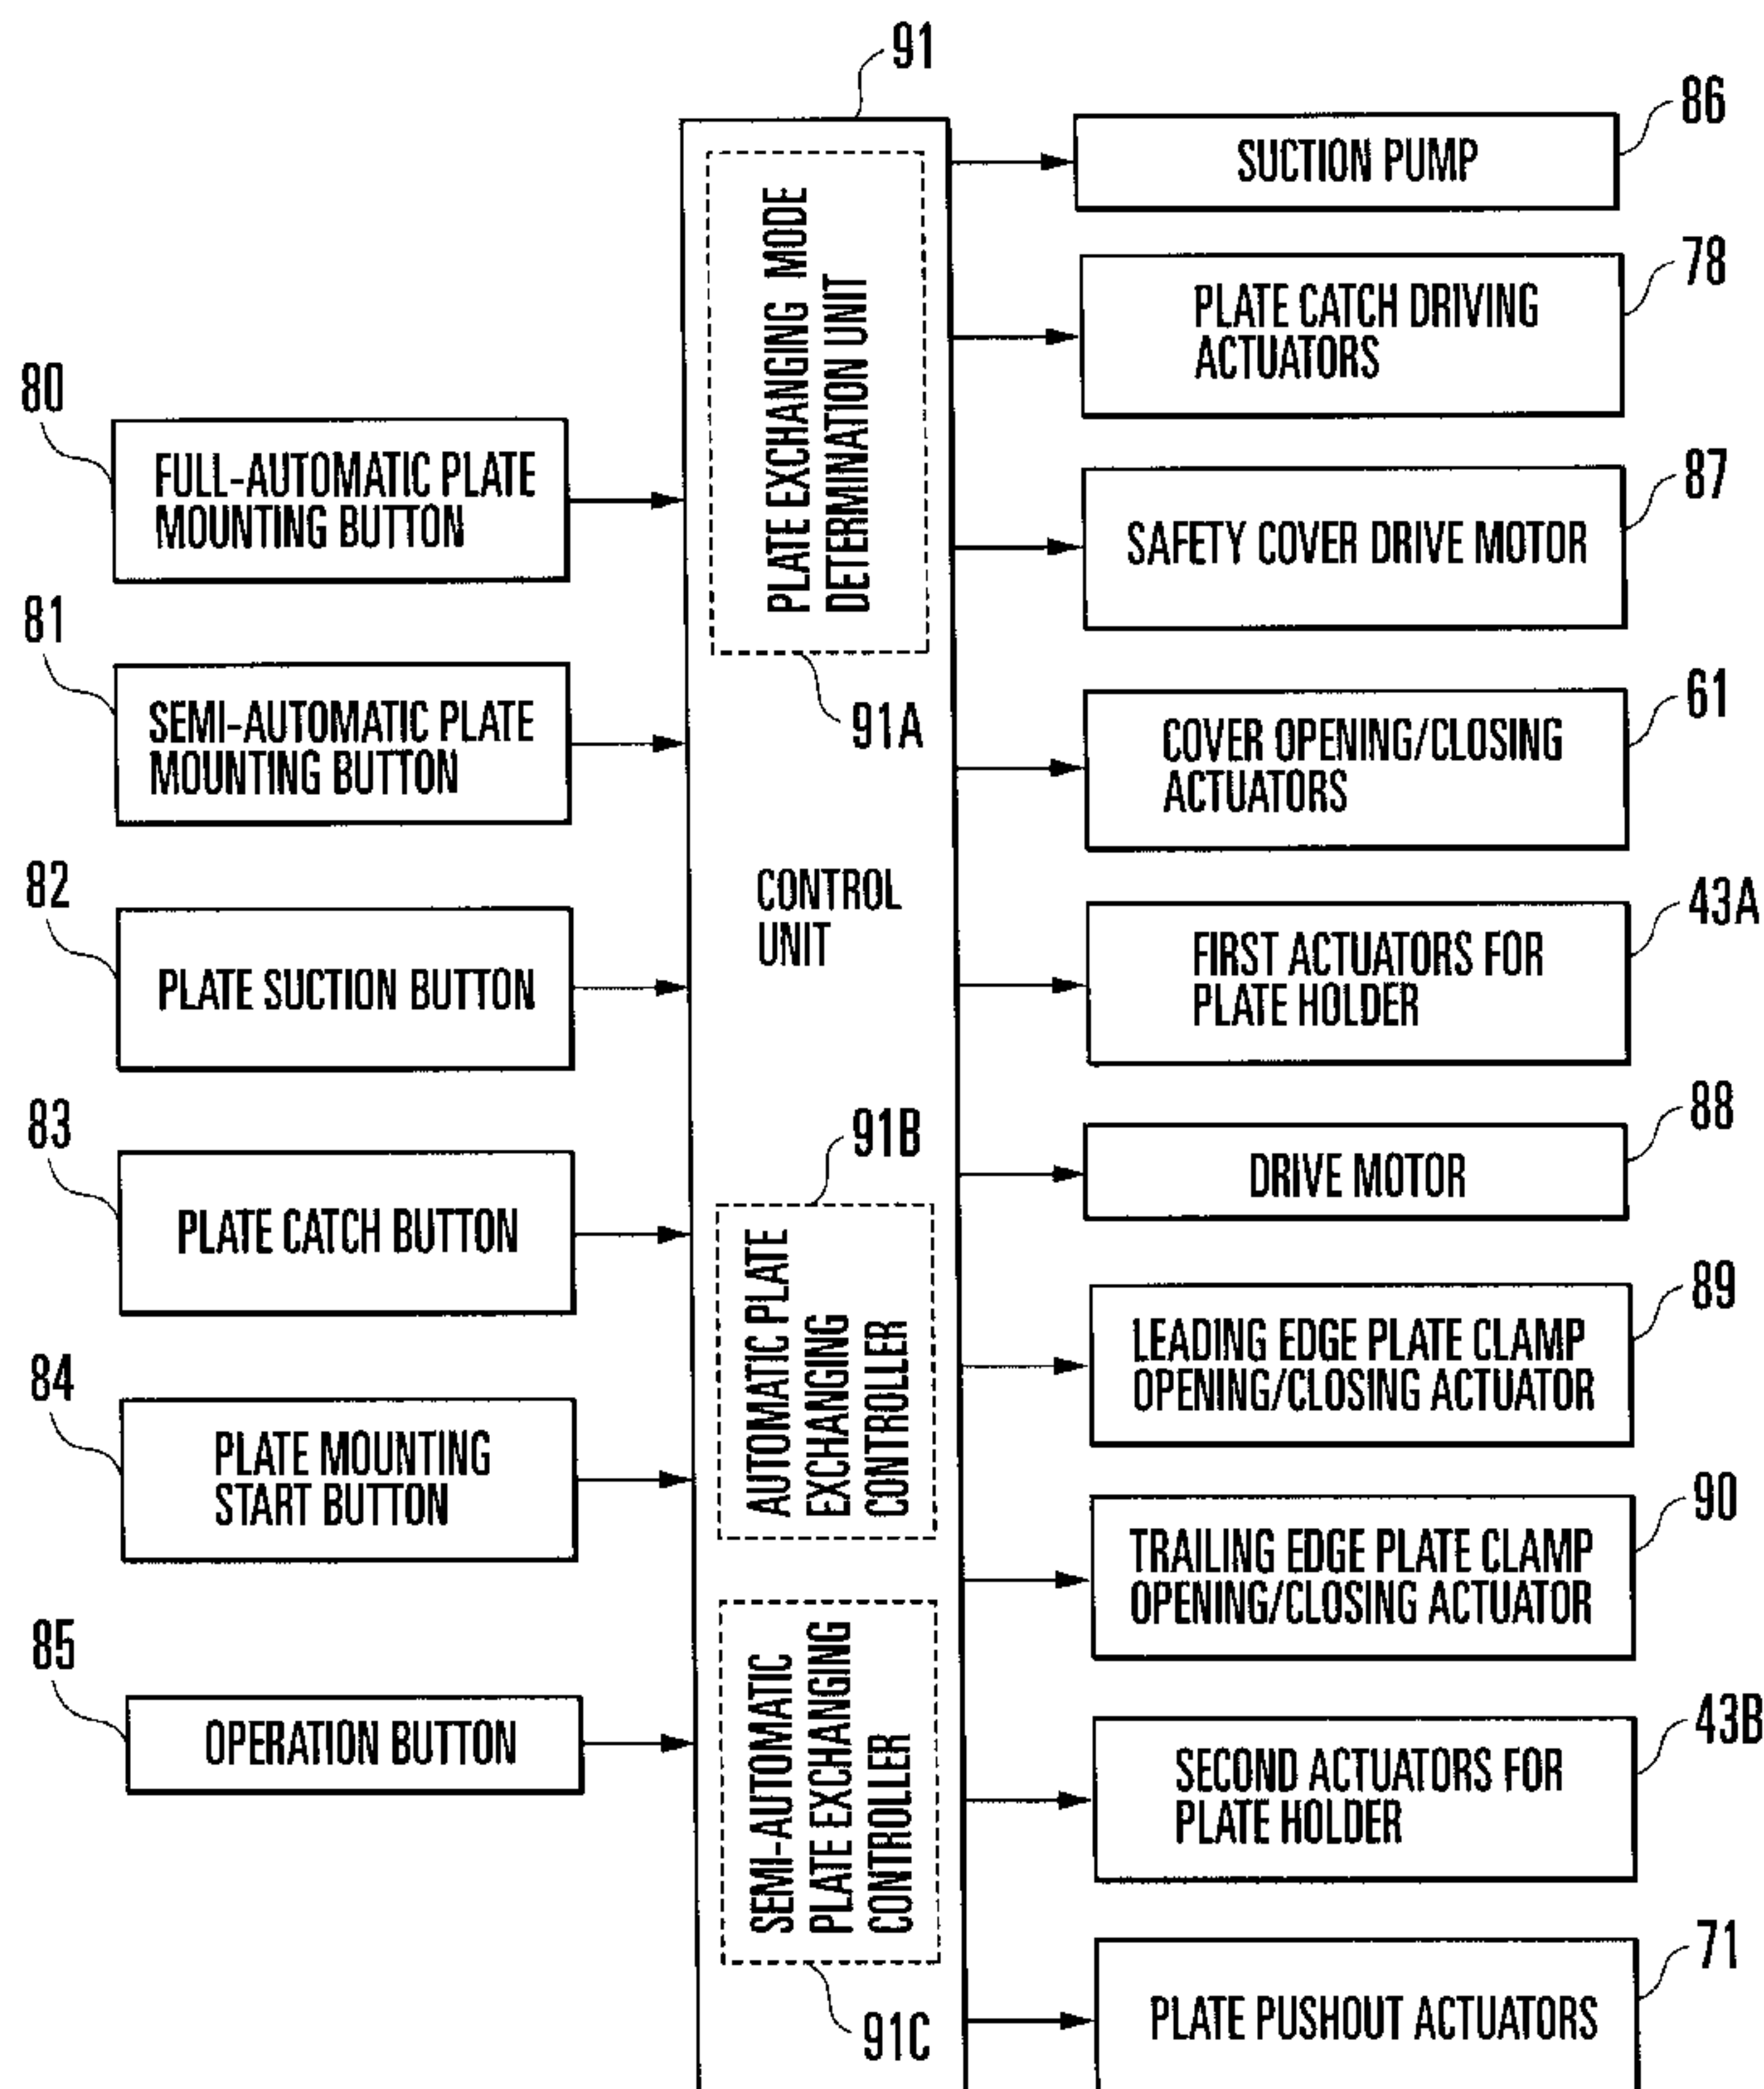 91
80
FULL-AUTOMATIC PLATE
MOUNTING BUTTON
81
SEMI-AUTOMATIC PLATE
MOUNTING BUTTON
82
PLATE SUCTION BUTTON
83
PLATE CATCH BUTTON
84
PLATE MOUNTING
START BUTTON
85
OPERATION BUTTON
PLATE EXCHANGING MODE
DETERMINATION UNIT
91A
CONTROL
UNIT
91B
AUTOMATIC PLATE
EXCHANGING
CONTROLLER
SEMI-AUTOMATIC
PLATE EXCHANGING
CONTROLLER
91C
86
SUCTION PUMP
78
PLATE CATCH DRIVING
ACTUATORS
87
SAFETY COVER DRIVE MOTOR
61
COVER OPENING/CLOSING
ACTUATORS
43A
FIRST ACTUATORS FOR
PLATE HOLDER
88
DRIVE MOTOR
89
LEADING EDGE PLATE CLAMP
OPENING/CLOSING ACTUATOR
90
TRAILING EDGE PLATE CLAMP
OPENING/CLOSING ACTUATOR
43B
SECOND ACTUATORS FOR
PLATE HOLDER
71
PLATE PUSHOUT ACTUATORS